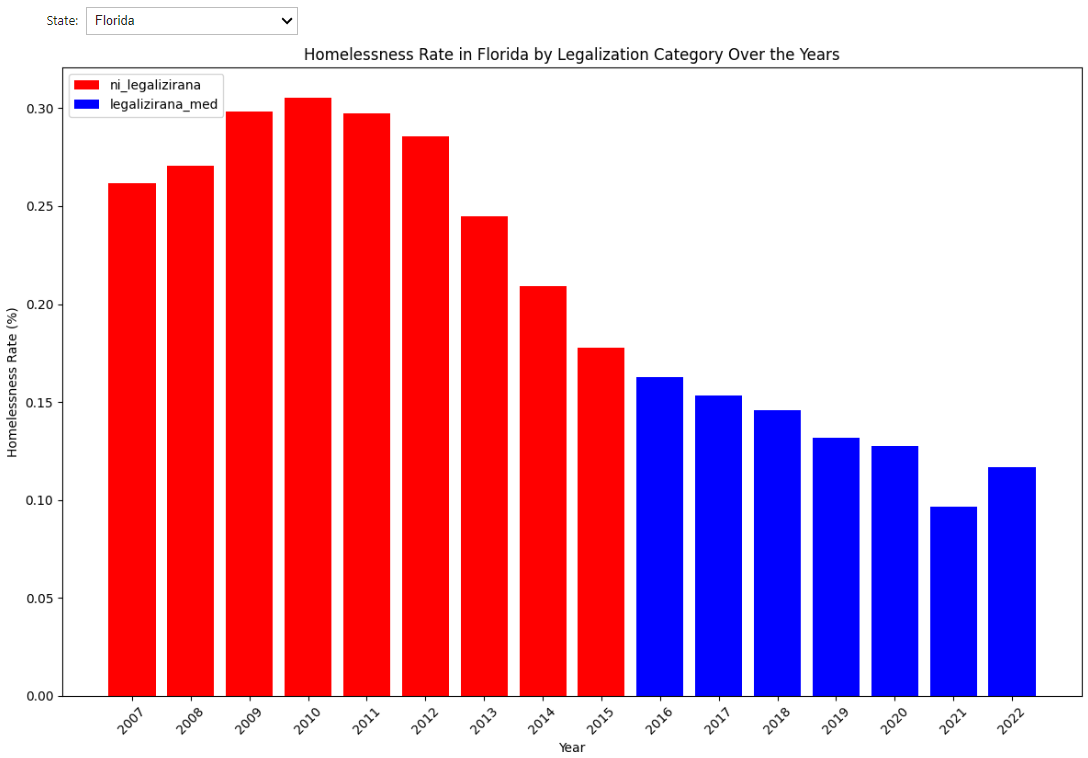 State: Florida
Homelessness Rate in Florida by Legalization Category Over the Years
ni_legalizirana
legalizirana_med
0.30
0.25
0.20
0.15
0.10
0.05
0.00
Homelessness Rate (%)
2007 2008 2009 2010 2011 2012 2013 2014 2015 2016 2017 2018 2019 2020 2021 2022
Year